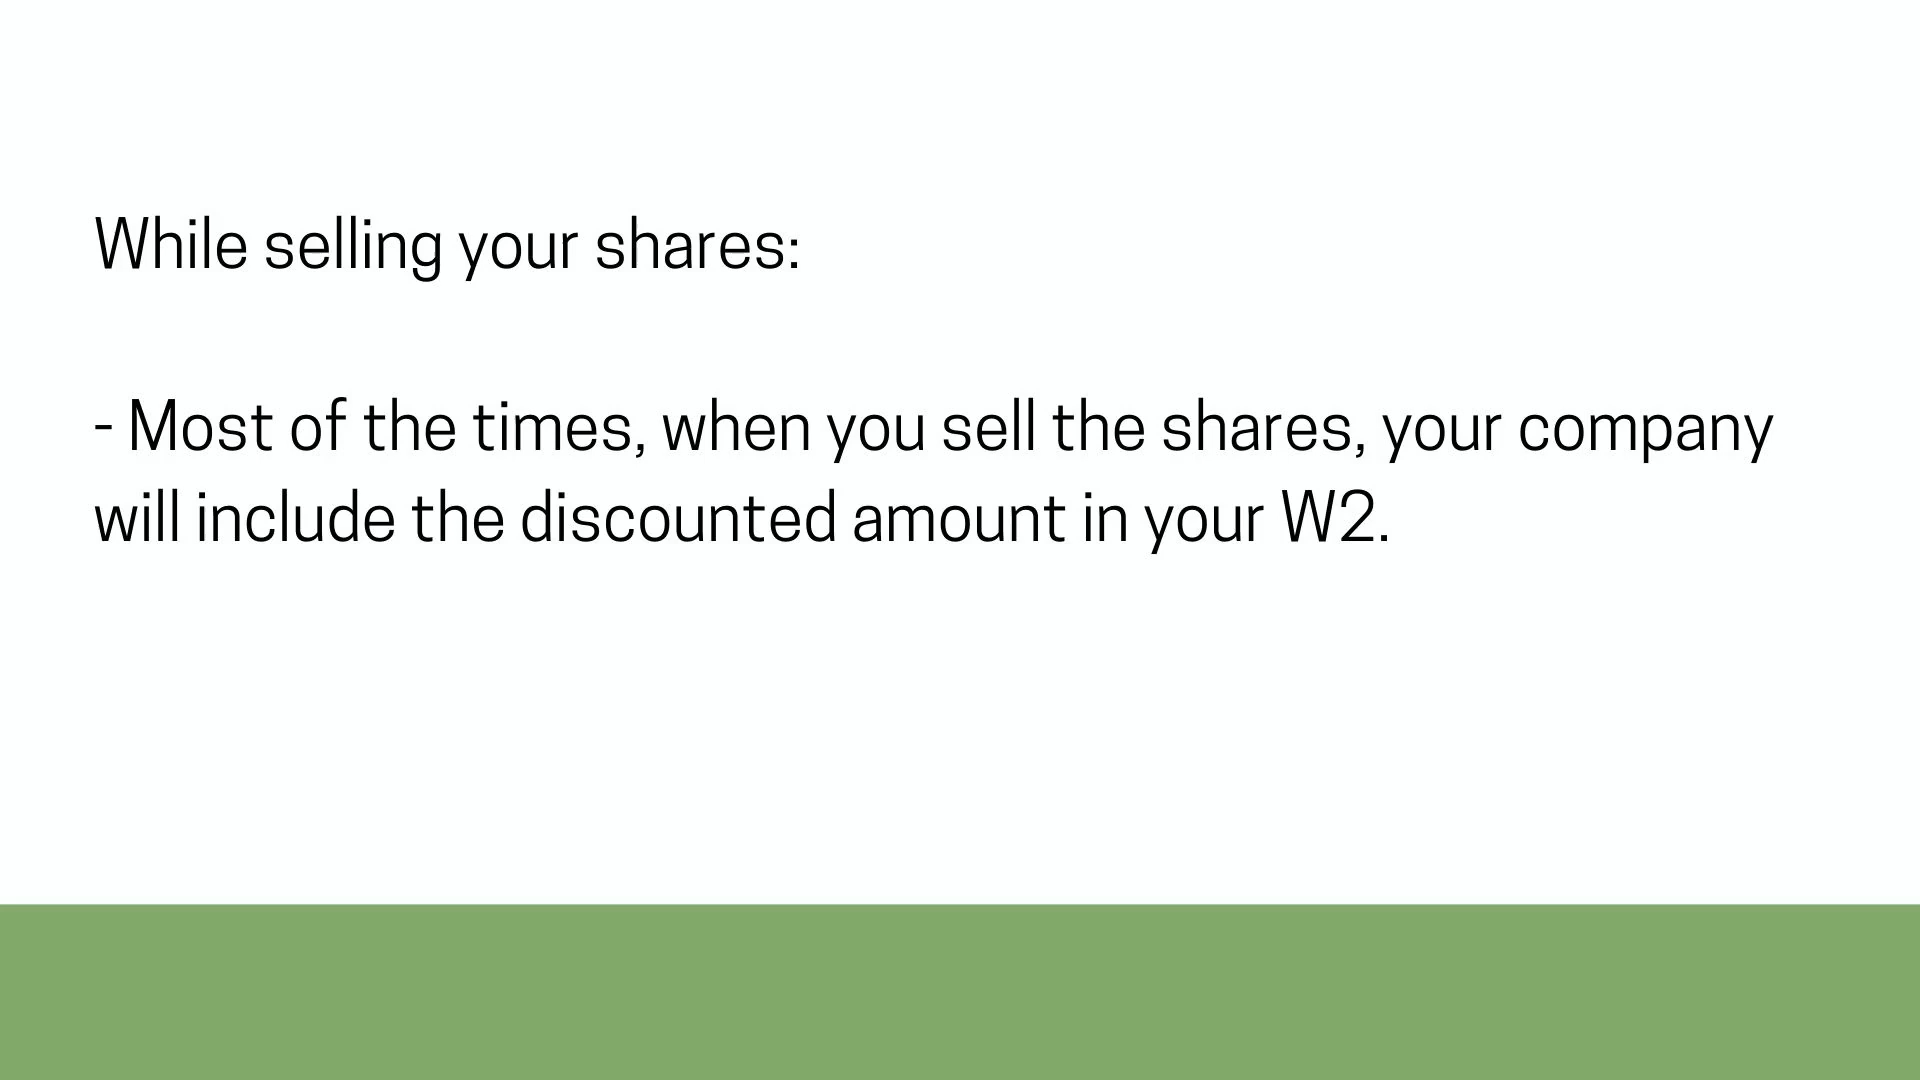 While selling your shares:
- Most of the times, when you sell the shares, your company
will include the discounted amount in your W2.